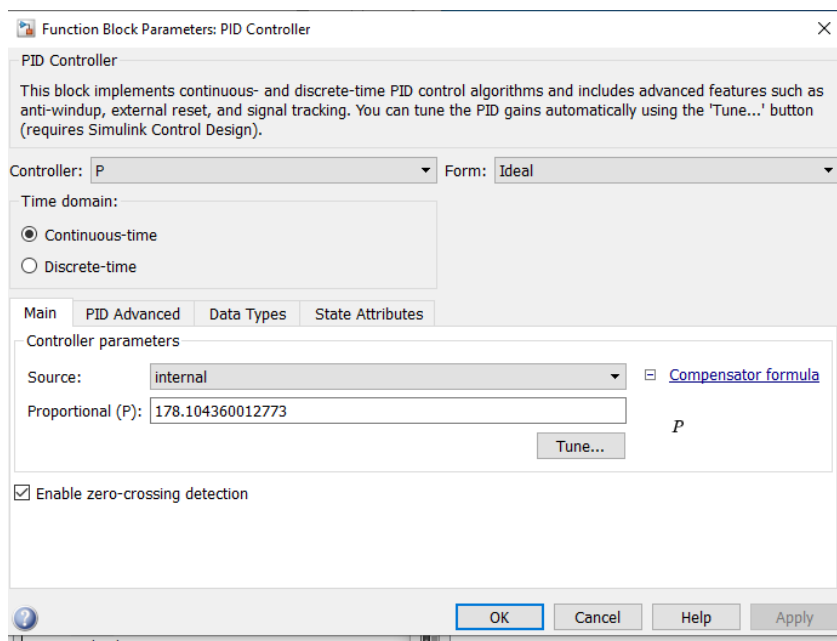 Function Block Parameters: PID Controller
PID Controller
This block implements continuous- and discrete-time PID control algorithms and includes advanced features such as
anti-windup, external reset, and signal tracking. You can tune the PID gains automatically using the 'Tune...' button
(requires Simulink Control Design).
Controller: P Form: Ideal
Time domain:
Continuous-time
Discrete-time
Main PID Advanced Data Types State Attributes
Controller parameters
Source: internal Compensator formula
Proportional (P): 178.104360012773
P
Tune...
Enable zero-crossing detection
OK Cancel Help Apply